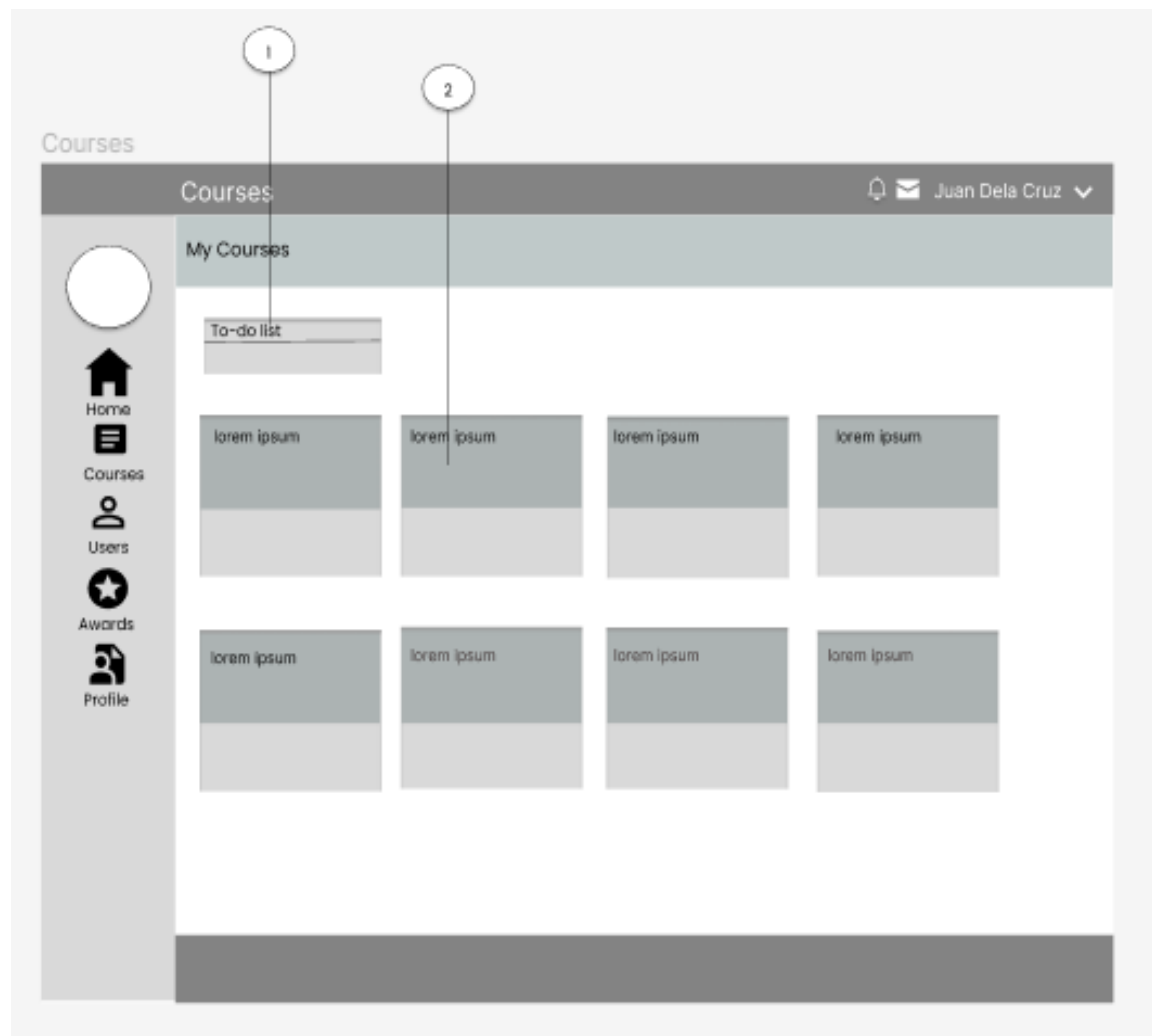 1
2
Courses
Courses
Juan Dela Cruz
My Courses
To-do list
Home
Courses
Users
Awards
Profile
lorem ipsum
lorem ipsum
lorem ipsum
lorem ipsum
lorem ipsum
lorem ipsum
lorem ipsum
lorem ipsum